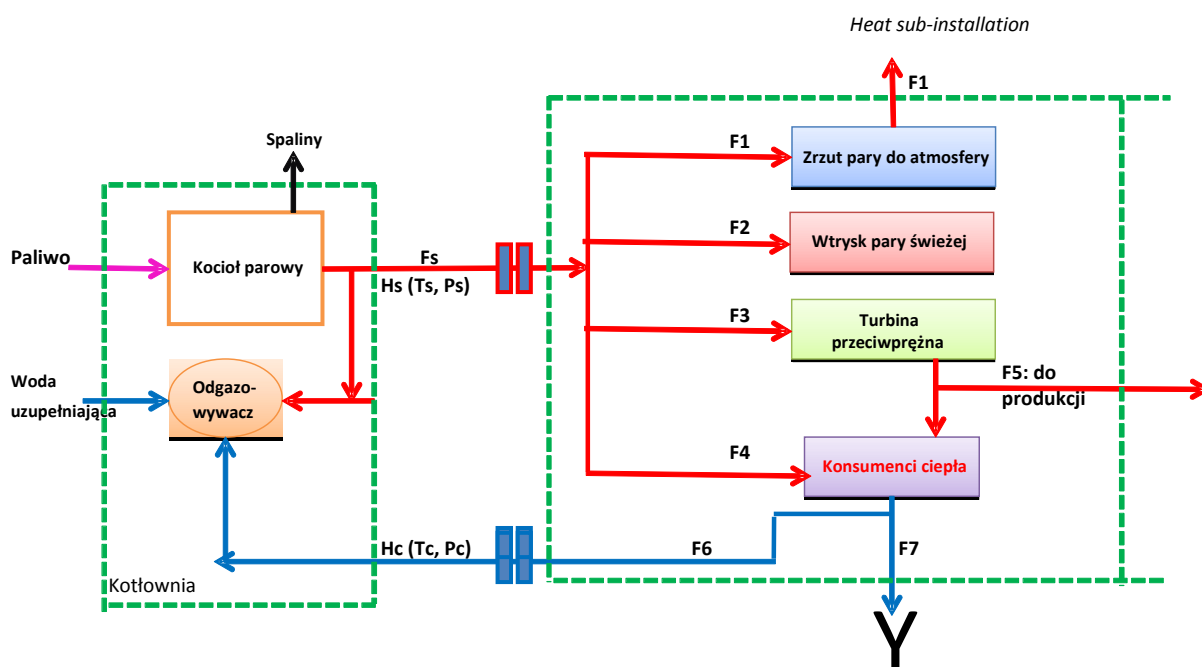 Heat sub-installation
F1
Spaliny
F1
Zrzut pary do atmosfery
F2
Wtrysk pary świeżej
Paliwo
Kocioł parowy
Fs
Hs (Ts, Ps)
F3
Turbina
przeciwprężna
F5: do
produkcji
Woda
uzupełniająca
Odgazo-
wywacz
F4
Konsumenci ciepła
Hc (Tc, Pc)
F6
F7
Kotłownia
Y